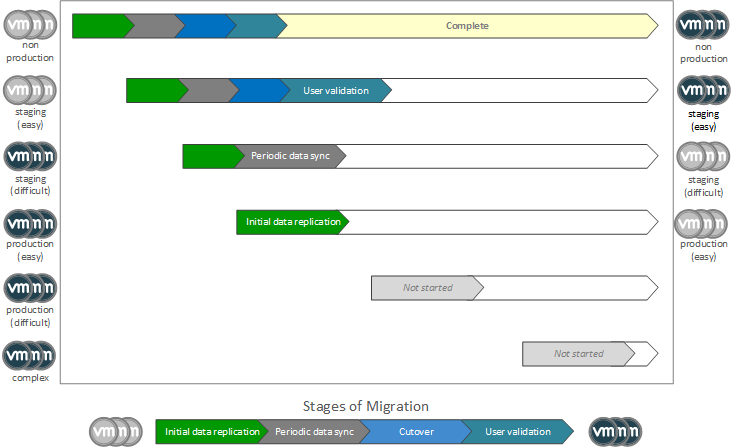 vm n n
Complete
vm n n
non
production
non
production
vm n n
User validation
vm n n
staging
(easy)
staging
(easy)
vm n n
Periodic data sync
vm n n
staging
(difficult)
staging
(difficult)
vm n n
Initial data replication
vm n n
production
(easy)
production
(easy)
vm n n
Not started
production
(difficult)
vm n n
Not started
complex
Stages of Migration
vm n n
Initial data replication
Periodic data sync
Cutover
User validation
vm n n